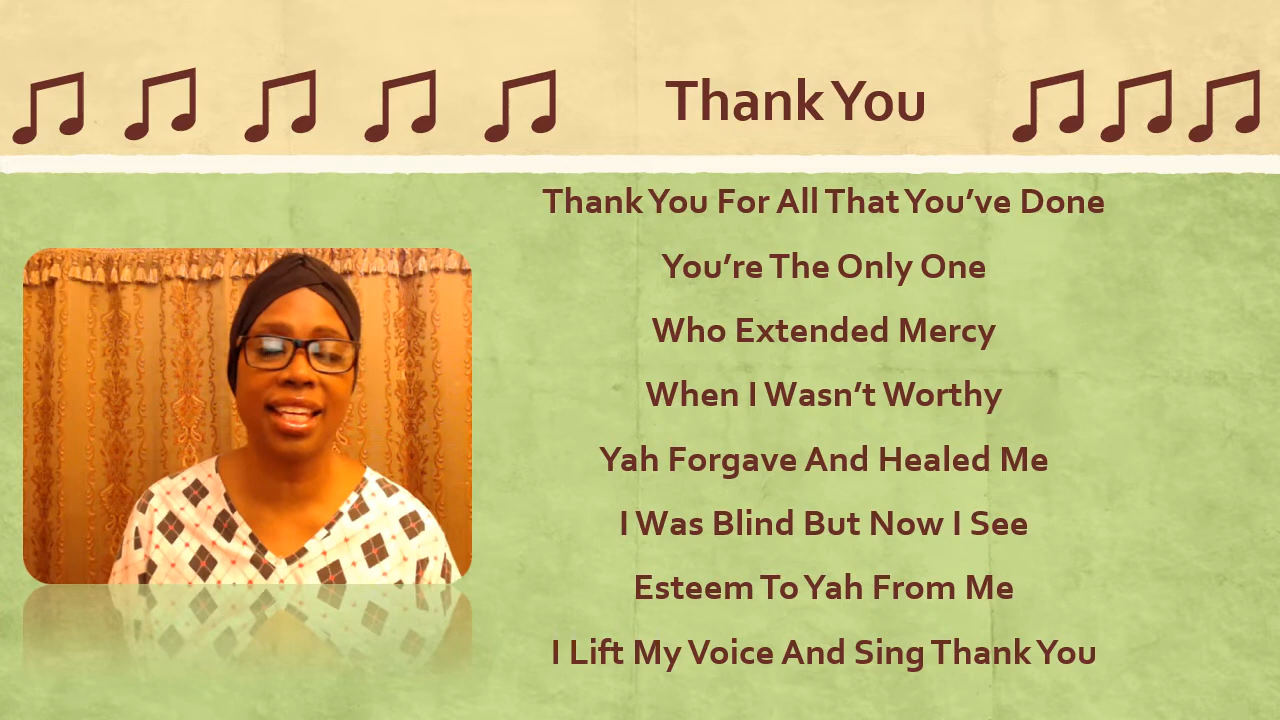 Thank You
Thank You For All That You’ve Done
You’re The Only One
Who Extended Mercy
When I Wasn’t Worthy
Yah Forgave And Healed Me
I Was Blind But Now I See
Esteem To Yah From Me
I Lift My Voice And Sing Thank You